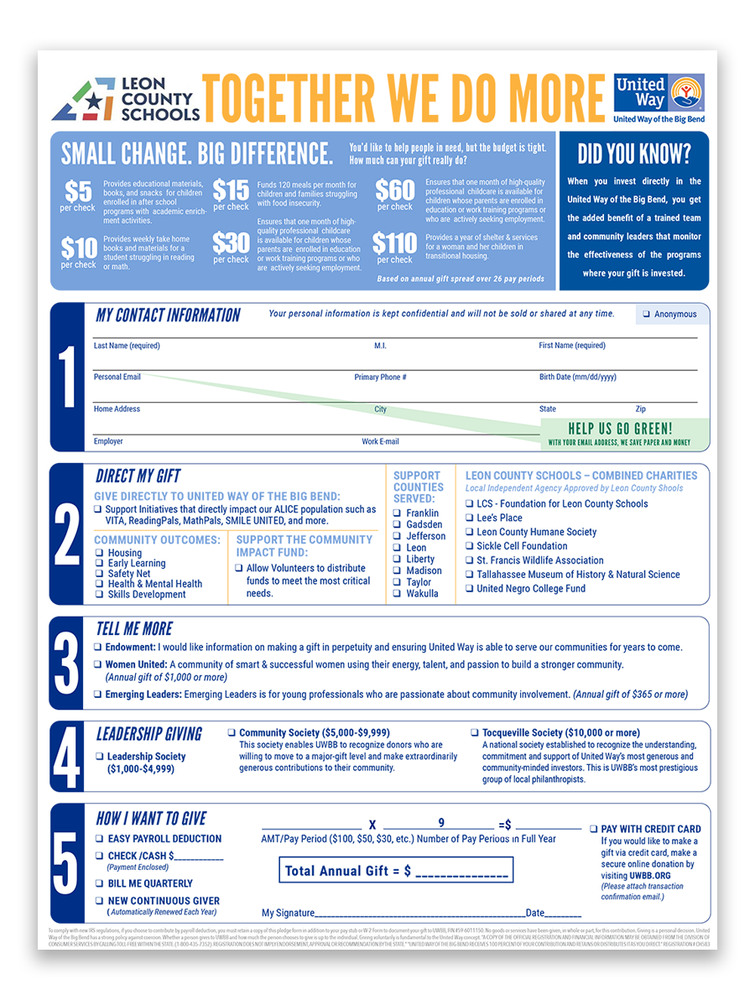 LEON
COUNTY
SCHOOLS
TOGETHER WE DO MORE
United
Way
United Way of the Big Bend
SMALL CHANGE. BIG DIFFERENCE.
You'd like to help people in need, but the budget is tight.
How much can your gift really do?
$5
per check
Provides educational materials,
books, and snacks for children
enrolled in after school
programs with academic enrich-
ment activities.
$10
per check
Provides weekly take home
books and materials for a
student struggling in reading
or math.
$15
per check
Funds 120 meals per month for
children and families struggling
with food insecurity.
$30
per check
Ensures that one month of high-
quality professional childcare
is available for children whose
parents are enrolled in education
or work training programs or who
are actively seeking employment.
$60
per check
Ensures that one month of high-quality
professional childcare is available for
children whose parents are enrolled in
education or work training programs or
who are actively seeking employment.
$110
per check
Provides a year of shelter & services
for a woman and her children in
transitional housing.
Based on annual gift spread over 26 pay periods
DID YOU KNOW?
When you invest directly in the
United Way of the Big Bend, you get
the added benefit of a trained team
and community leaders that monitor
the effectiveness of the programs
where your gift is invested.
1
MY CONTACT INFORMATION
Your personal information is kept confidential and will not be sold or shared at any time.
❑ Anonymous
Last Name (required) M.I. First Name (required)
Personal Email Primary Phone # Birth Date (mm/dd/yyyy)
Home Address City State Zip
Employer Work E-mail
HELP US GO GREEN!
WITH YOUR EMAIL ADDRESS, WE SAVE PAPER AND MONEY
2
DIRECT MY GIFT
GIVE DIRECTLY TO UNITED WAY OF THE BIG BEND:
❑ Support Initiatives that directly impact our ALICE population such as
VITA, ReadingPals, MathPals, SMILE UNITED, and more.
COMMUNITY OUTCOMES:
❑ Housing
❑ Early Learning
❑ Safety Net
❑ Health & Mental Health
❑ Skills Development
SUPPORT THE COMMUNITY
IMPACT FUND:
❑ Allow Volunteers to distribute
funds to meet the most critical
needs.
SUPPORT
COUNTIES
SERVED:
❑ Franklin
❑ Gadsden
❑ Jefferson
❑ Leon
❑ Liberty
❑ Madison
❑ Taylor
❑ Wakulla
LEON COUNTY SCHOOLS – COMBINED CHARITIES
Local Independent Agency Approved by Leon County Shools
❑ LCS - Foundation for Leon County Schools
❑ Lee's Place
❑ Leon County Humane Society
❑ Sickle Cell Foundation
❑ St. Francis Wildlife Association
❑ Tallahassee Museum of History & Natural Science
❑ United Negro College Fund
3
TELL ME MORE
❑ Endowment: I would like information on making a gift in perpetuity and ensuring United Way is able to serve our communities for years to come.
❑ Women United: A community of smart & successful women using their energy, talent, and passion to build a stronger community.
(Annual gift of $1,000 or more)
❑ Emerging Leaders: Emerging Leaders is for young professionals who are passionate about community involvement. (Annual gift of $365 or more)
4
LEADERSHIP GIVING
❑ Leadership Society
($1,000-$4,999)
❑ Community Society ($5,000-$9,999)
This society enables UWBB to recognize donors who are
willing to move to a major-gift level and make extraordinarily
generous contributions to their community.
❑ Tocqueville Society ($10,000 or more)
A national society established to recognize the understanding,
commitment and support of United Way's most generous and
community-minded investors. This is UWBB's most prestigious
group of local philanthropists.
5
HOW I WANT TO GIVE
❑ EASY PAYROLL DEDUCTION
❑ CHECK /CASH $____________
(Payment Enclosed)
❑ BILL ME QUARTERLY
❑ NEW CONTINUOUS GIVER
( Automatically Renewed Each Year)
X 9 =$
AMT/Pay Period ($100, $50, $30, etc.) Number of Pay Periods in Full Year
Total Annual Gift = $ _______________
My Signature____________________Date________
❑ PAY WITH CREDIT CARD
If you would like to make a
gift via credit card, make a
secure online donation by
visiting UWBB.ORG
(Please attach transaction
confirmation email.)
To comply with new IRS regulations, if you choose to contribute by payroll deduction, you must retain a copy of this pledge form in addition to your pay stub or W-2 Form to document your gift to UWBB, FIN #59-6011150. No goods or services have been given, in whole or part, for this contribution. Giving is a personal decision. United
Way of the Big Bend has a strong policy against coercion. Whether a person gives to UWBB and how much the person chooses to give is up to the individual. Giving voluntarily is fundamental to the United Way concept. "A COPY OF THE OFFICIAL REGISTRATION AND FINANCIAL INFORMATION MAY BE OBTAINED FROM THE DIVISION OF
CONSUMER SERVICES BY CALLING TOLL-FREE WITHIN THE STATE. (1-800-435-7352). REGISTRATION DOES NOT IMPLY ENDORSEMENT, APPROVAL OR RECOMMENDATION BY THE STATE." "UNITED WAY OF THE BIG BEND RECEIVES 100 PERCENT OF YOUR CONTRIBUTION AND RETAINS OR DISTRIBUTES IT AS YOU DIRECT." REGISTRATION # CH583